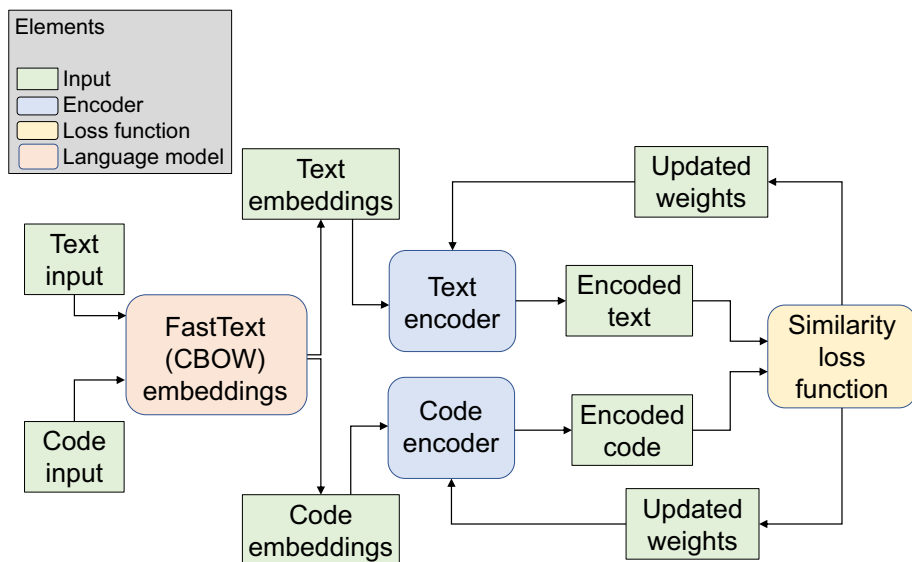 Elements
Input
Encoder
Loss function
Language model
Text
input
Code
input
FastText
(CBOW)
embeddings
Text
embeddings
Code
embeddings
Text
encoder
Code
encoder
Encoded
text
Encoded
code
Updated
weights
Updated
weights
Similarity
loss
function